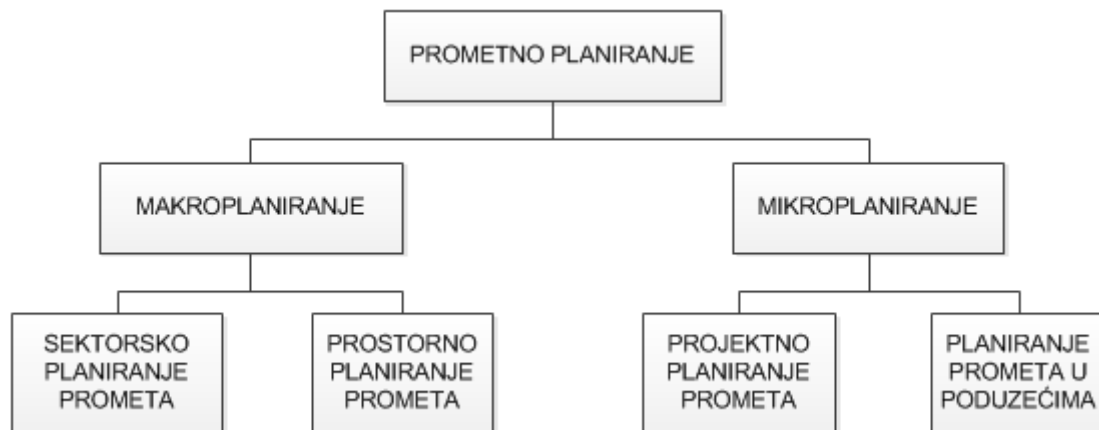 PROMETNO PLANIRANJE
MAKROPLANIRANJE
MIKROPLANIRANJE
SEKTORSKO
PLANIRANJE
PROMETA
PROSTORNO
PLANIRANJE
PROMETA
PROJEKTNO
PLANIRANJE
PROMETA
PLANIRANJE
PROMETA U
PODUZEĆIMA